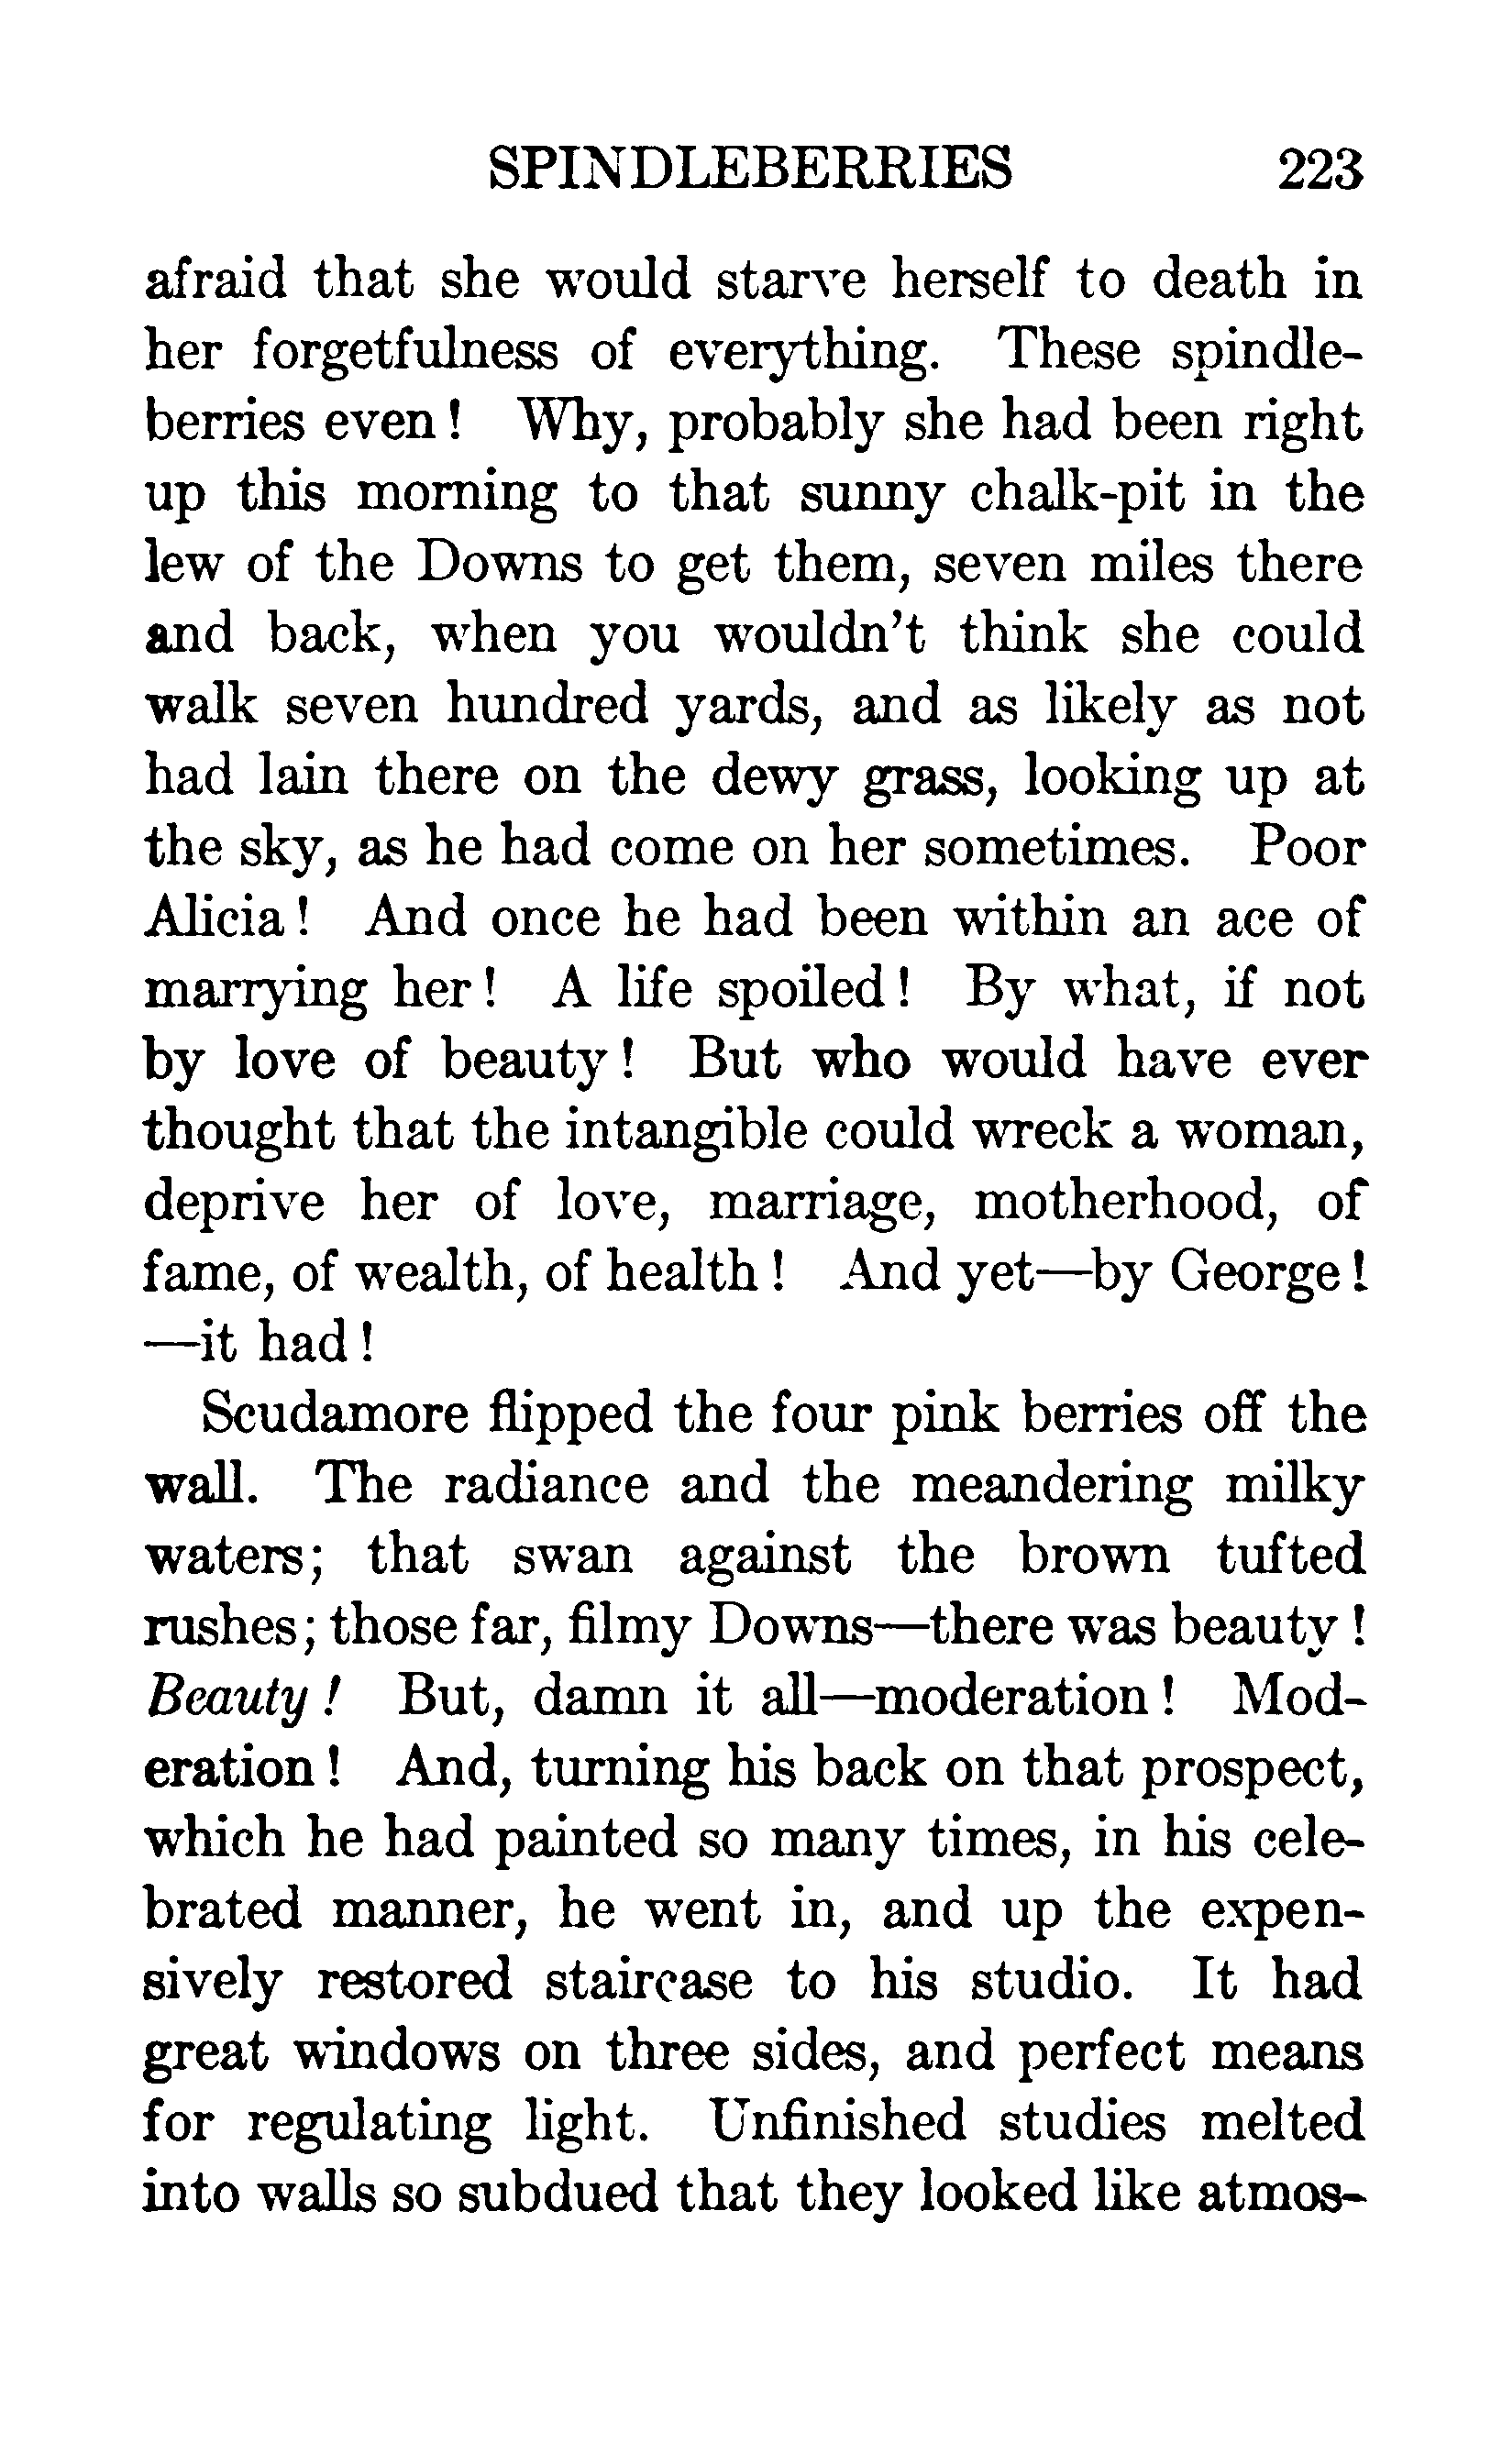 SPINDLEBERRIES 223
afraid that she would starve herself to death in
her forgetfulness of everything. These spindle-
berries even! Why, probably she had been right
up this morning to that sunny chalk-pit in the
lew of the Downs to get them, seven miles there
and back, when you wouldn't think she could
walk seven hundred yards, and as likely as not
had lain there on the dewy grass, looking up at
the sky, as he had come on her sometimes. Poor
Alicia! And once he had been within an ace of
marrying her! A life spoiled! By what, if not
by love of beauty! But who would have ever
thought that the intangible could wreck a woman,
deprive her of love, marriage, motherhood, of
fame, of wealth, of health! And yet—by George!
—it had!
Scudamore flipped the four pink berries off the
wall. The radiance and the meandering milky
waters; that swan against the brown tufted
rushes; those far, filmy Downs—there was beauty!
Beauty! But, damn it all—moderation! Mod-
eration! And, turning his back on that prospect,
which he had painted so many times, in his cele-
brated manner, he went in, and up the expen-
sively restored staircase to his studio. It had
great windows on three sides, and perfect means
for regulating light. Unfinished studies melted
into walls so subdued that they looked like atmos-